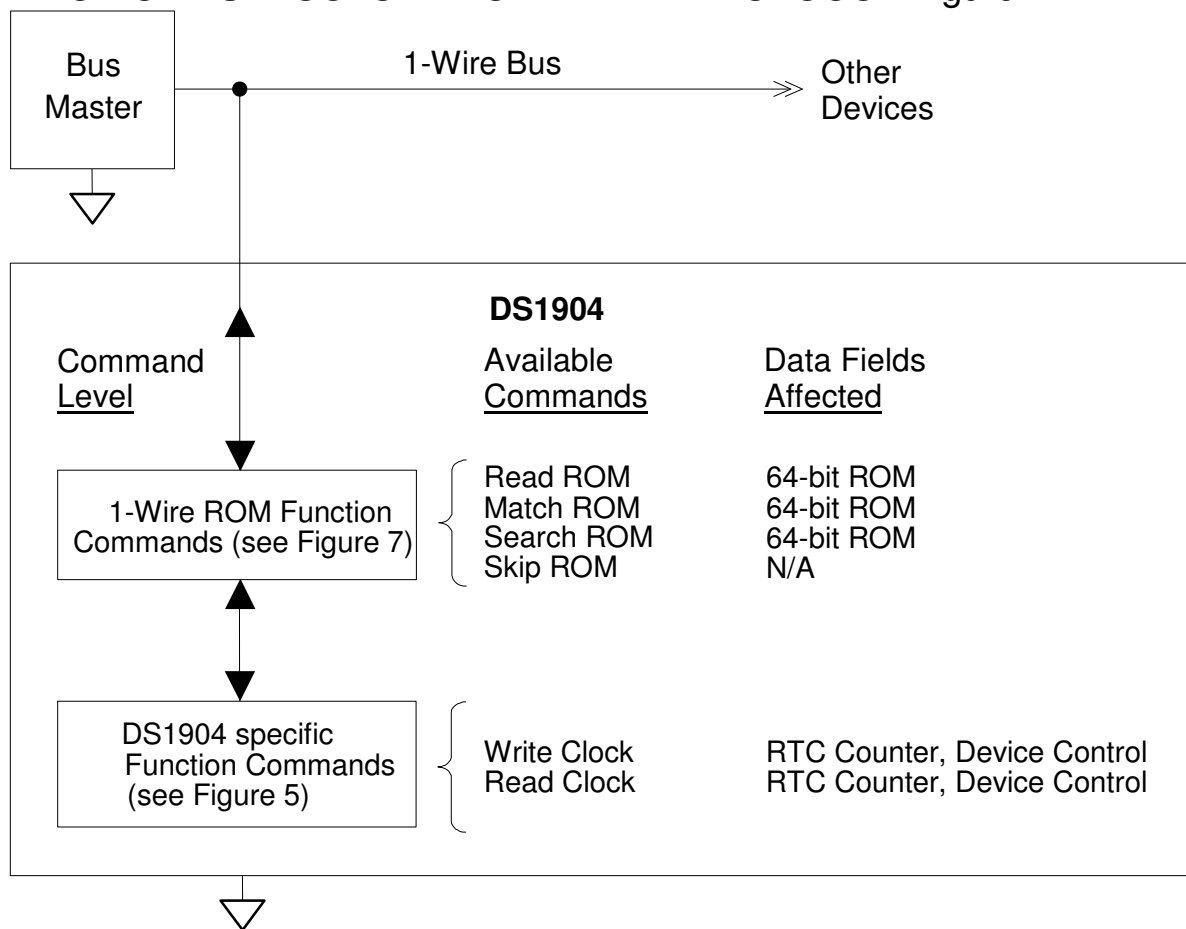 Bus
Master
1-Wire Bus
Other
Devices
DS1904
Command
Level
Available
Commands
Data Fields
Affected
1-Wire ROM Function
Commands (see Figure 7)
Read ROM 64-bit ROM
Match ROM 64-bit ROM
Search ROM 64-bit ROM
Skip ROM N/A
DS1904 specific
Function Commands
(see Figure 5)
Write Clock RTC Counter, Device Control
Read Clock RTC Counter, Device Control